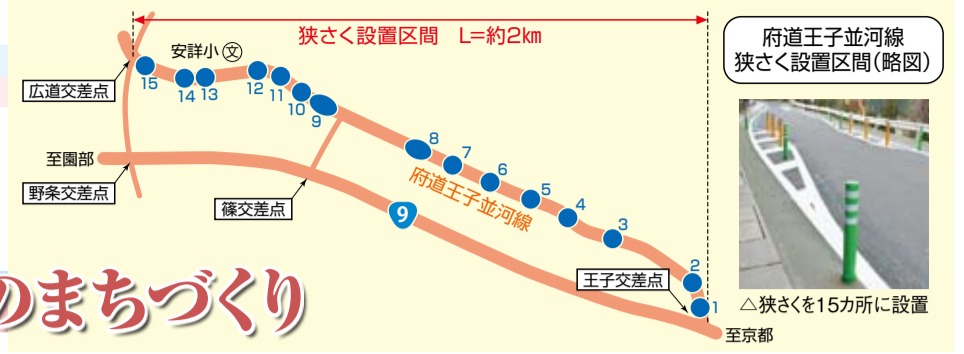 狭さく設置区間 L=約2km
府道王子並河線
狭さく設置区間(略図)
安詳小 文
広道交差点
15
14
13
12
11
10
9
8
7
6
5
4
3
2
1
至園部
府道王子並河線
野条交差点
篠交差点
9
王子交差点
△狭さくを15カ所に設置
のまちづくり
至京都